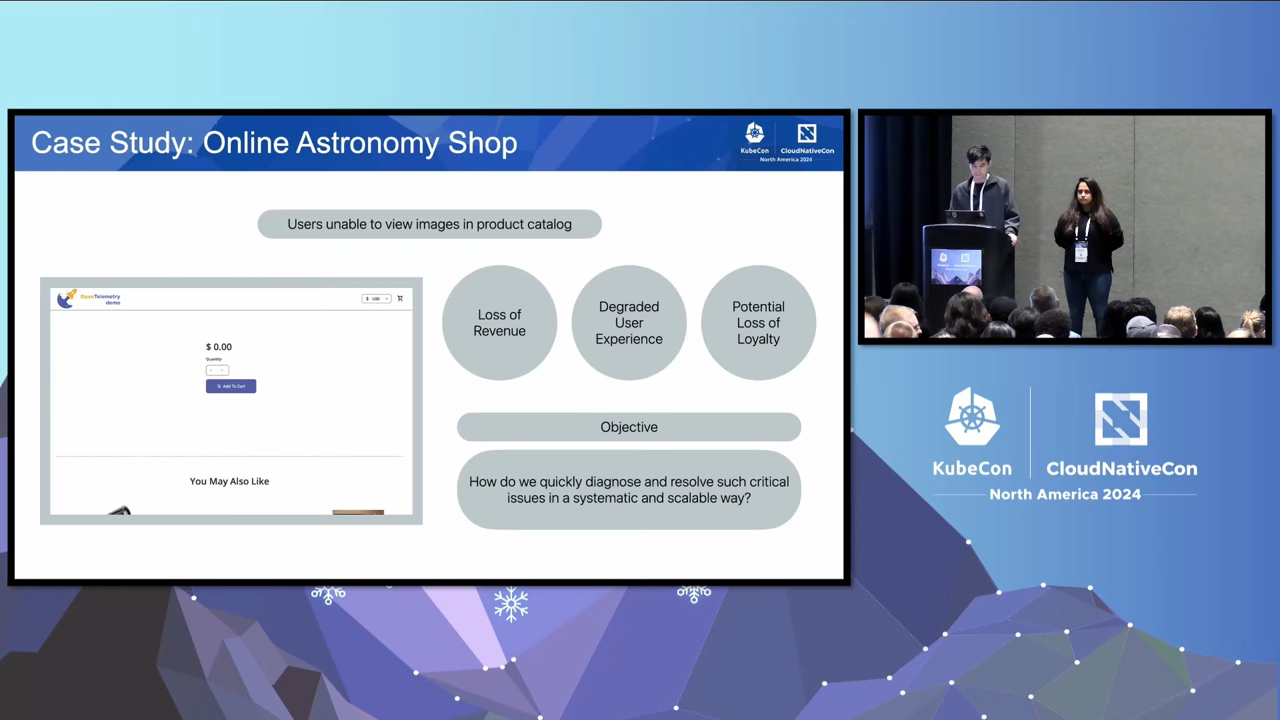 Case Study: Online Astronomy Shop
KubeCon
CloudNativeCon
North America 2024
Users unable to view images in product catalog
OpenTelemetry
demo
$ USD
$ 0.00
Quantity
Add To Cart
You May Also Like
Loss of
Revenue
Degraded
User
Experience
Potential
Loss of
Loyalty
Objective
How do we quickly diagnose and resolve such critical
issues in a systematic and scalable way?
KubeCon
CloudNativeCon
North America 2024